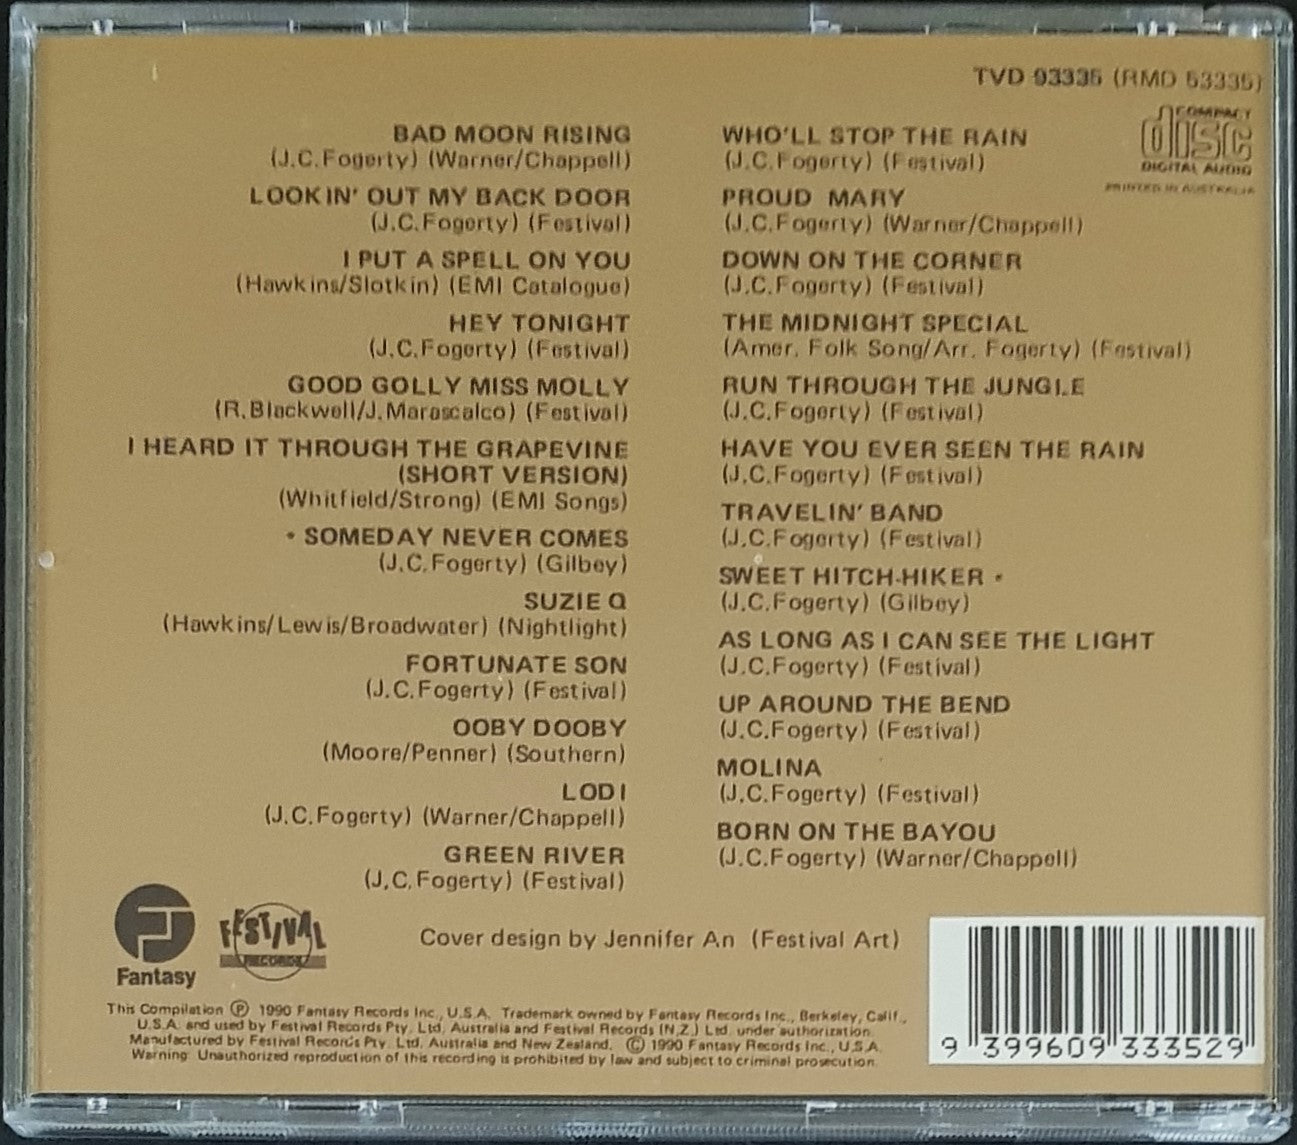 TVD 93335 (RMD 53335)
COMPACT
disc
DIGITAL AUDIO
PRINTED IN AUSTRALIA
BAD MOON RISING
(J.C.Fogerty) (Warner/Chappell)
LOOKIN' OUT MY BACK DOOR
(J.C.Fogerty) (Festival)
I PUT A SPELL ON YOU
(Hawkins/Slotkin) (EMI Catalogue)
HEY TONIGHT
(J.C.Fogerty) (Festival)
GOOD GOLLY MISS MOLLY
(R.Blackwell/J.Marascalco) (Festival)
I HEARD IT THROUGH THE GRAPEVINE
(SHORT VERSION)
(Whitfield/Strong) (EMI Songs)
• SOMEDAY NEVER COMES
(J.C.Fogerty) (Gilbey)
SUZIE Q
(Hawkins/Lewis/Broadwater) (Nightlight)
FORTUNATE SON
(J.C.Fogerty) (Festival)
OOBY DOOBY
(Moore/Penner) (Southern)
LODI
(J.C.Fogerty) (Warner/Chappell)
GREEN RIVER
(J.C.Fogerty) (Festival)
WHO'LL STOP THE RAIN
(J.C.Fogerty) (Festival)
PROUD MARY
(J.C.Fogerty) (Warner/Chappell)
DOWN ON THE CORNER
(J.C.Fogerty) (Festival)
THE MIDNIGHT SPECIAL
(Amer. Folk Song/Arr. Fogerty) (Festival)
RUN THROUGH THE JUNGLE
(J.C.Fogerty) (Festival)
HAVE YOU EVER SEEN THE RAIN
(J.C.Fogerty) (Festival)
TRAVELIN' BAND
(J.C.Fogerty) (Festival)
SWEET HITCH-HIKER •
(J.C.Fogerty) (Gilbey)
AS LONG AS I CAN SEE THE LIGHT
(J.C.Fogerty) (Festival)
UP AROUND THE BEND
(J.C.Fogerty) (Festival)
MOLINA
(J.C.Fogerty) (Festival)
BORN ON THE BAYOU
(J.C.Fogerty) (Warner/Chappell)
Fantasy
FESTIVAL
RECORDS
Cover design by Jennifer An (Festival Art)
This Compilation Ⓟ 1990 Fantasy Records Inc., U.S.A. Trademark owned by Fantasy Records Inc., Berkeley, Calif.,
U.S.A. and used by Festival Records Pty. Ltd. Australia and Festival Records (N.Z.) Ltd. under authorization.
Manufactured by Festival Records Pty. Ltd. Australia and New Zealand. © 1990 Fantasy Records Inc., U.S.A.
Warning: Unauthorized reproduction of this recording is prohibited by law and subject to criminal prosecution.
9 399609 333529